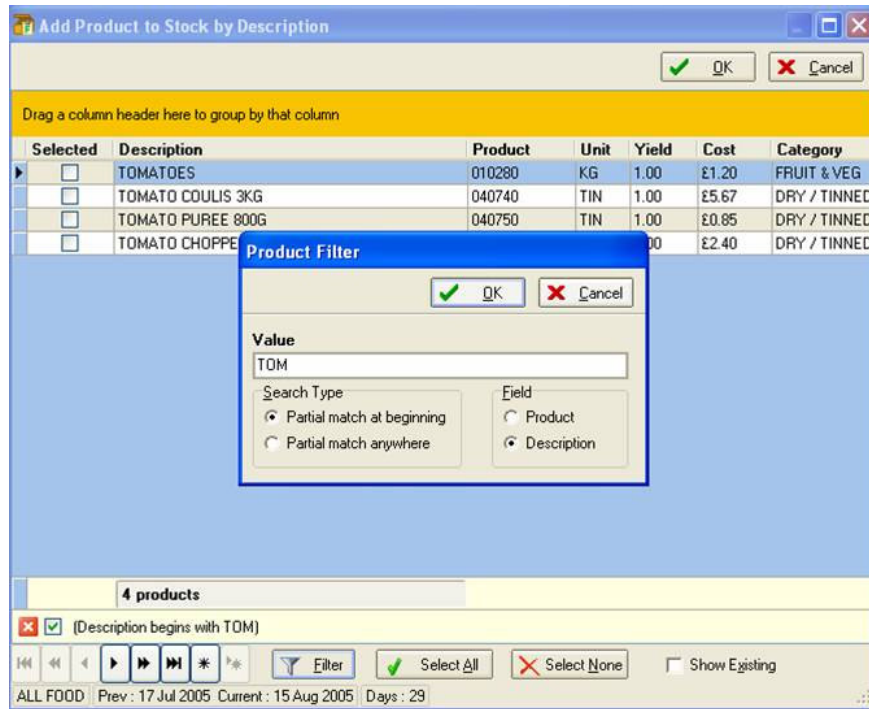 Add Product to Stock by Description
OK Cancel
Drag a column header here to group by that column
Selected Description Product Unit Yield Cost Category
TOMATOES 010280 KG 1.00 £1.20 FRUIT & VEG
TOMATO COULIS 3KG 040740 TIN 1.00 £5.67 DRY / TINNED
TOMATO PUREE 800G 040750 TIN 1.00 £0.85 DRY / TINNED
TOMATO CHOPPE 00 £2.40 DRY / TINNED
Product Filter
OK Cancel
Value
TOM
Search Type Field
Partial match at beginning Product
Partial match anywhere Description
4 products
(Description begins with TOM)
Filter Select All Select None Show Existing
ALL FOOD Prev : 17 Jul 2005 Current : 15 Aug 2005 Days : 29